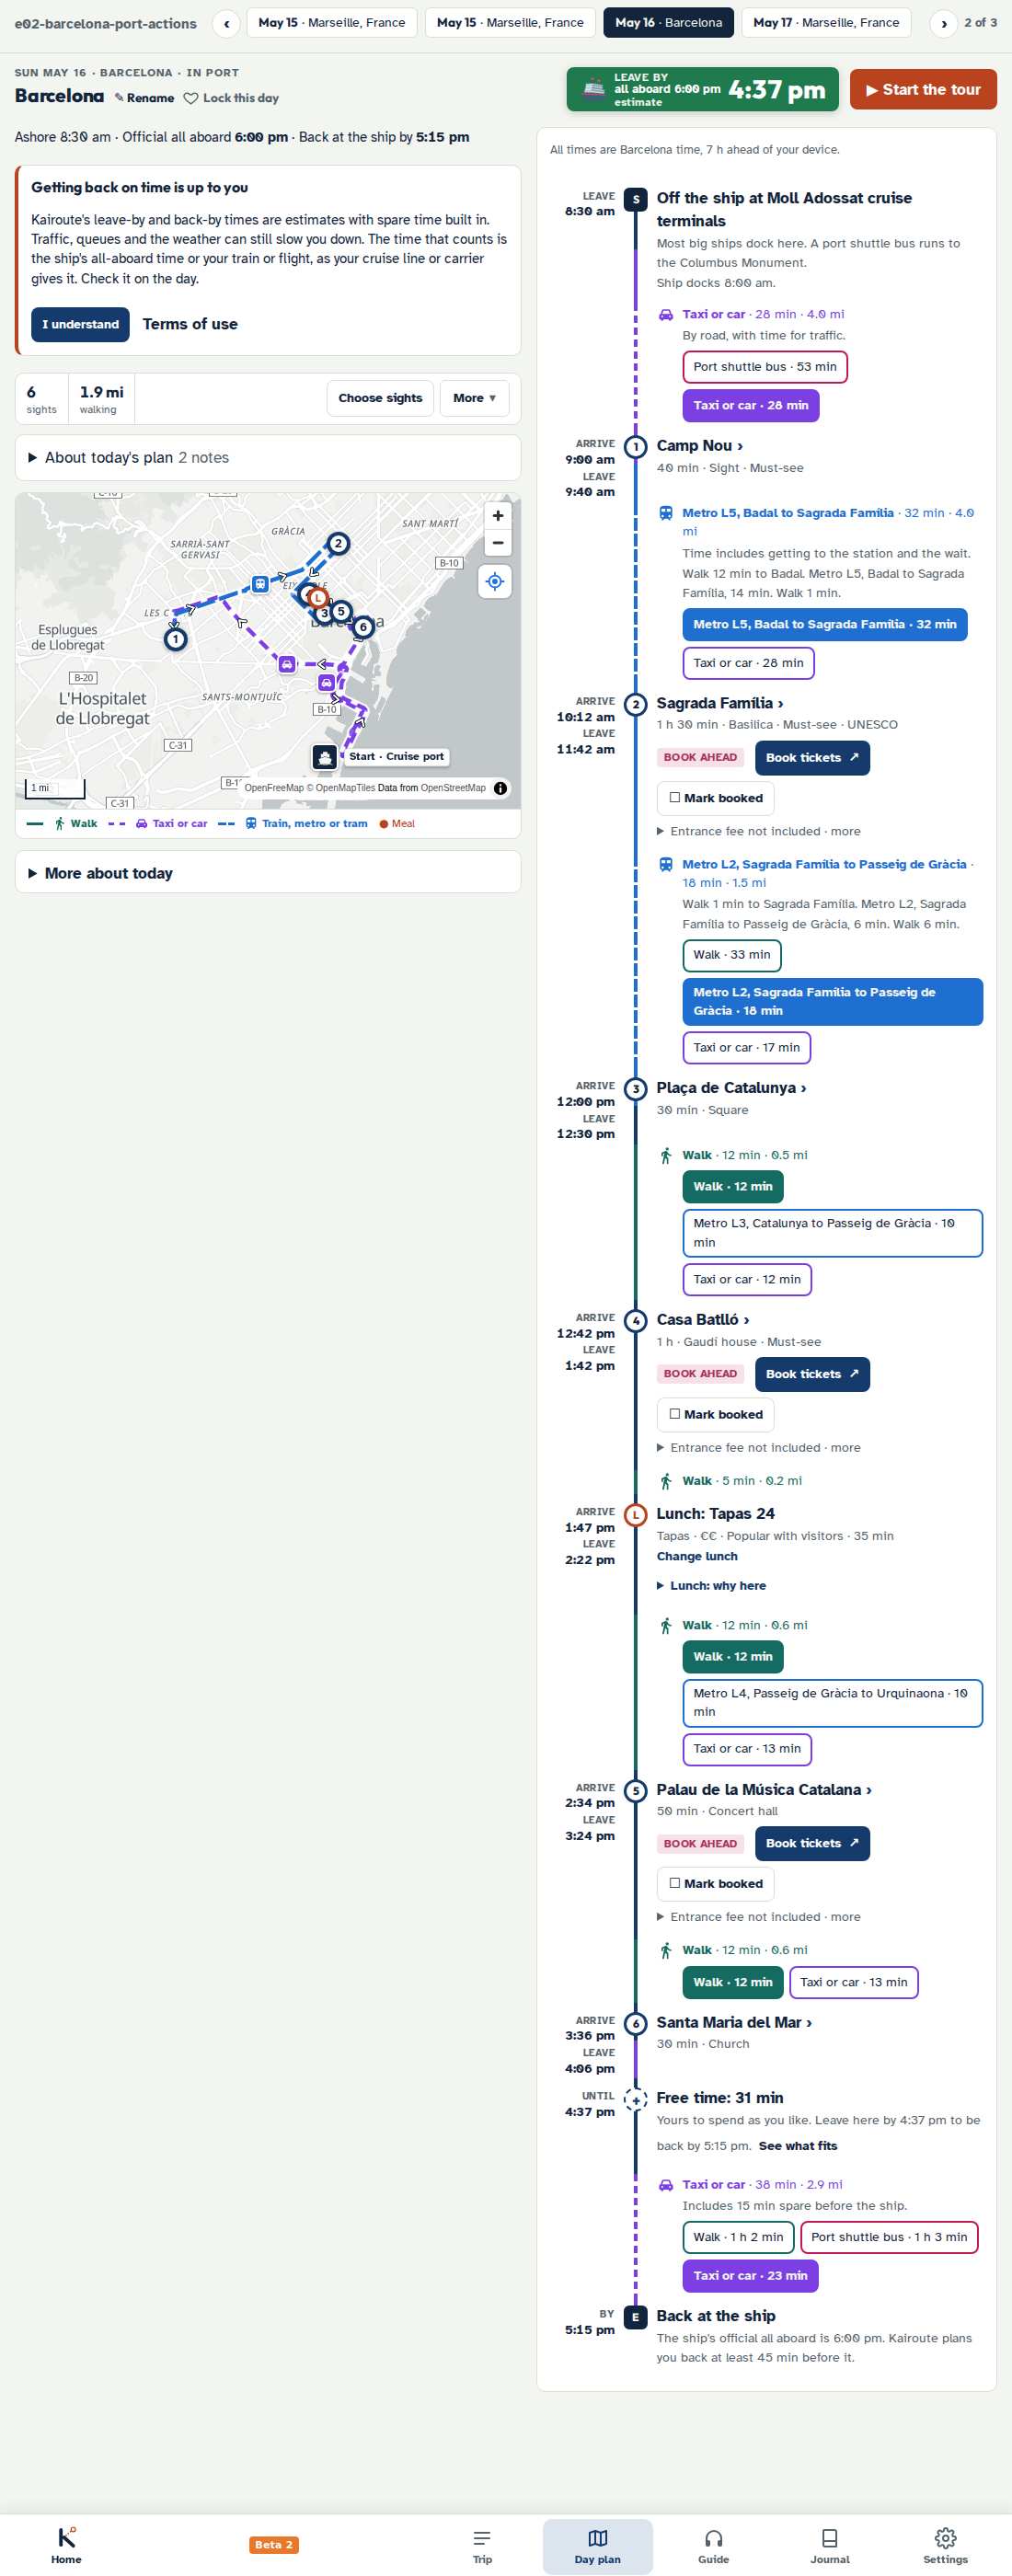 e02-barcelona-port-actions
‹
May 15 · Marseille, France
May 15 · Marseille, France
May 16 · Barcelona
May 17 · Marseille, France
›
2 of 3
SUN MAY 16 · BARCELONA · IN PORT
Barcelona
✎ Rename
Lock this day
LEAVE BY
all aboard 6:00 pm
estimate
4:37 pm
▶ Start the tour
Ashore 8:30 am · Official all aboard 6:00 pm · Back at the ship by 5:15 pm
Getting back on time is up to you
Kairoute's leave-by and back-by times are estimates with spare time built in.
Traffic, queues and the weather can still slow you down. The time that counts is
the ship's all-aboard time or your train or flight, as your cruise line or carrier
gives it. Check it on the day.
I understand
Terms of use
6
sights
1.9 mi
walking
Choose sights
More ▼
▶ About today's plan 2 notes
C-16
GRÀCIA
SANT MARTÍ
SARRIÀ-SANT
GERVASI
B-10
+
−
2
L
3
5
6
1
Esplugues
de Llobregat
B-20
L'Hospitalet
de Llobregat
SANTS-MONTJUÏC
B-10
C-31
Start · Cruise port
1 mi
C-31
OpenFreeMap © OpenMapTiles Data from OpenStreetMap
Walk
Taxi or car
Train, metro or tram
Meal
▶ More about today
All times are Barcelona time, 7 h ahead of your device.
LEAVE
8:30 am
S
Off the ship at Moll Adossat cruise
terminals
Most big ships dock here. A port shuttle bus runs to
the Columbus Monument.
Ship docks 8:00 am.
Taxi or car · 28 min · 4.0 mi
By road, with time for traffic.
Port shuttle bus · 53 min
Taxi or car · 28 min
ARRIVE
9:00 am
LEAVE
9:40 am
1
Camp Nou ›
40 min · Sight · Must-see
Metro L5, Badal to Sagrada Família · 32 min · 4.0
mi
Time includes getting to the station and the wait.
Walk 12 min to Badal. Metro L5, Badal to Sagrada
Família, 14 min. Walk 1 min.
Metro L5, Badal to Sagrada Família · 32 min
Taxi or car · 28 min
ARRIVE
10:12 am
LEAVE
11:42 am
2
Sagrada Família ›
1 h 30 min · Basilica · Must-see · UNESCO
BOOK AHEAD
Book tickets ↗
☐ Mark booked
▶ Entrance fee not included · more
Metro L2, Sagrada Família to Passeig de Gràcia ·
18 min · 1.5 mi
Walk 1 min to Sagrada Família. Metro L2, Sagrada
Família to Passeig de Gràcia, 6 min. Walk 6 min.
Walk · 33 min
Metro L2, Sagrada Família to Passeig de
Gràcia · 18 min
Taxi or car · 17 min
ARRIVE
12:00 pm
LEAVE
12:30 pm
3
Plaça de Catalunya ›
30 min · Square
Walk · 12 min · 0.5 mi
Walk · 12 min
Metro L3, Catalunya to Passeig de Gràcia · 10
min
Taxi or car · 12 min
ARRIVE
12:42 pm
LEAVE
1:42 pm
4
Casa Batlló ›
1 h · Gaudí house · Must-see
BOOK AHEAD
Book tickets ↗
☐ Mark booked
▶ Entrance fee not included · more
Walk · 5 min · 0.2 mi
ARRIVE
1:47 pm
LEAVE
2:22 pm
L
Lunch: Tapas 24
Tapas · €€ · Popular with visitors · 35 min
Change lunch
▶ Lunch: why here
Walk · 12 min · 0.6 mi
Walk · 12 min
Metro L4, Passeig de Gràcia to Urquinaona · 10
min
Taxi or car · 13 min
ARRIVE
2:34 pm
LEAVE
3:24 pm
5
Palau de la Música Catalana ›
50 min · Concert hall
BOOK AHEAD
Book tickets ↗
☐ Mark booked
▶ Entrance fee not included · more
Walk · 12 min · 0.6 mi
Walk · 12 min
Taxi or car · 13 min
ARRIVE
3:36 pm
LEAVE
4:06 pm
6
Santa Maria del Mar ›
30 min · Church
UNTIL
4:37 pm
+
Free time: 31 min
Yours to spend as you like. Leave here by 4:37 pm to be
back by 5:15 pm. See what fits
Taxi or car · 38 min · 2.9 mi
Includes 15 min spare before the ship.
Walk · 1 h 2 min
Port shuttle bus · 1 h 3 min
Taxi or car · 23 min
BY
5:15 pm
E
Back at the ship
The ship's official all aboard is 6:00 pm. Kairoute plans
you back at least 45 min before it.
Home
Beta 2
Trip
Day plan
Guide
Journal
Settings